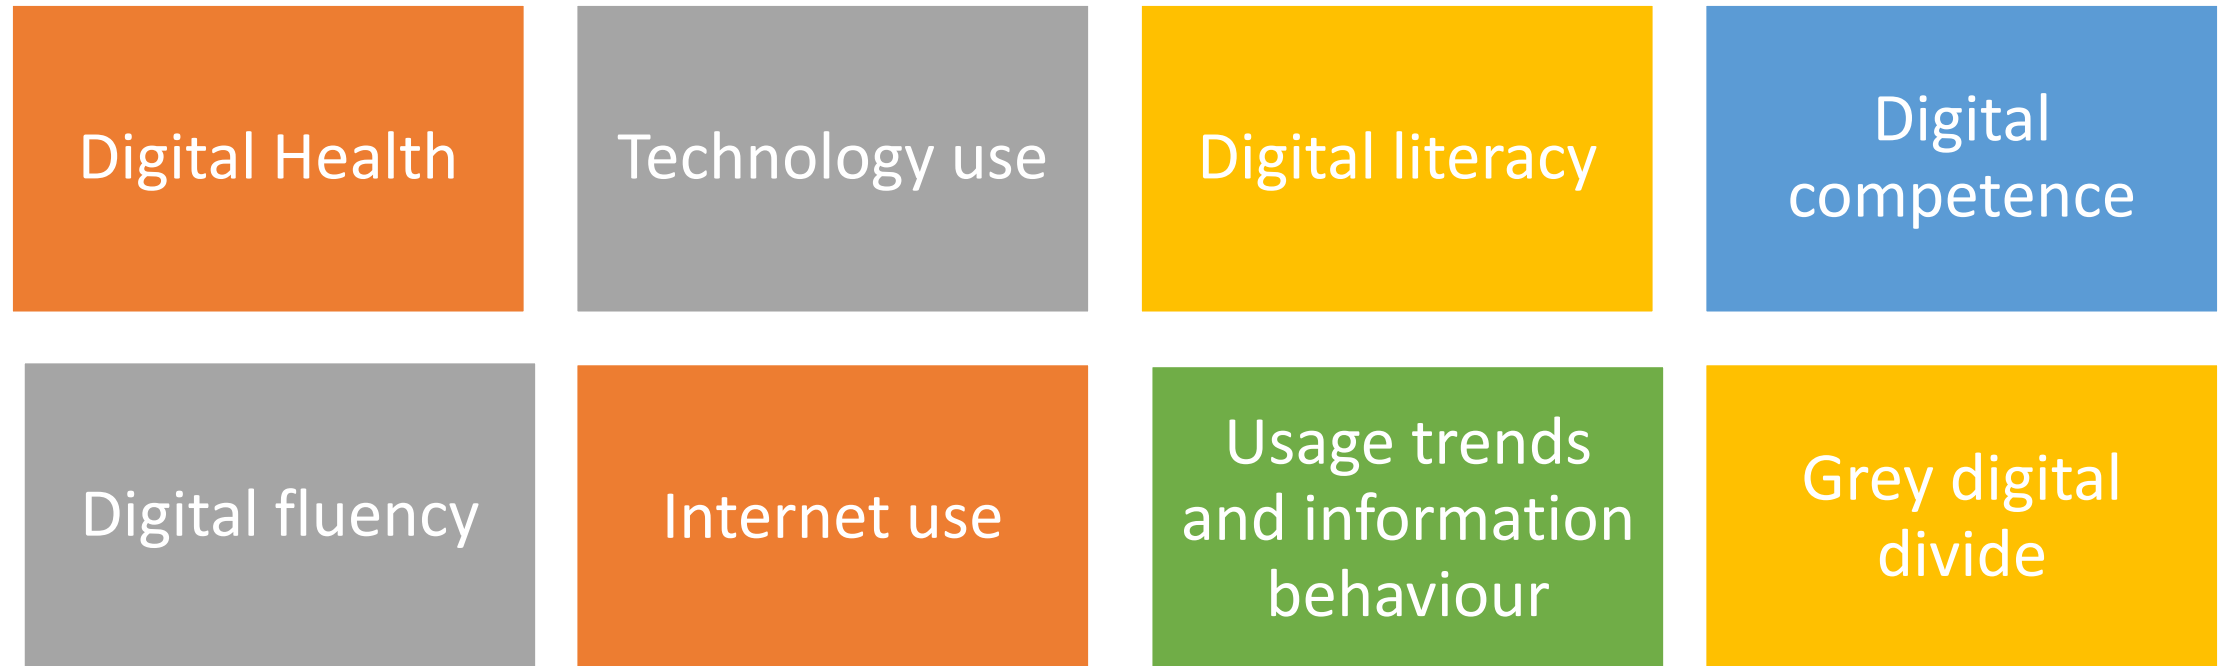 Digital Health
Technology use
Digital literacy
Digital
competence
Digital fluency
Internet use
Usage trends
and information
behaviour
Grey digital
divide